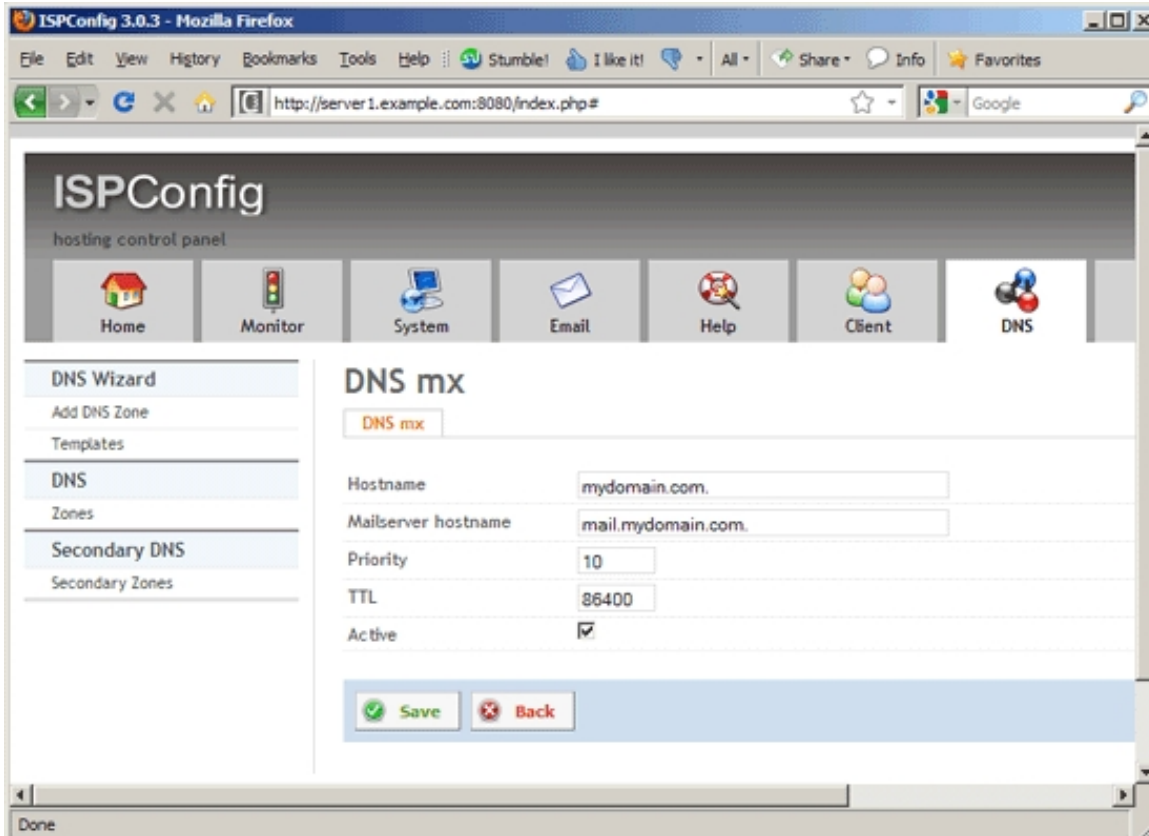 ISPConfig 3.0.3 - Mozilla Firefox
File Edit View History Bookmarks Tools Help Stumble! I like it! All Share Info Favorites
http://server1.example.com:8080/index.php# Google
ISPConfig
hosting control panel
Home Monitor System Email Help Client DNS
DNS Wizard
Add DNS Zone
Templates
DNS
Zones
Secondary DNS
Secondary Zones
DNS mx
DNS mx
Hostname mydomain.com.
Mailserver hostname mail.mydomain.com.
Priority 10
TTL 86400
Active
Save Back
Done